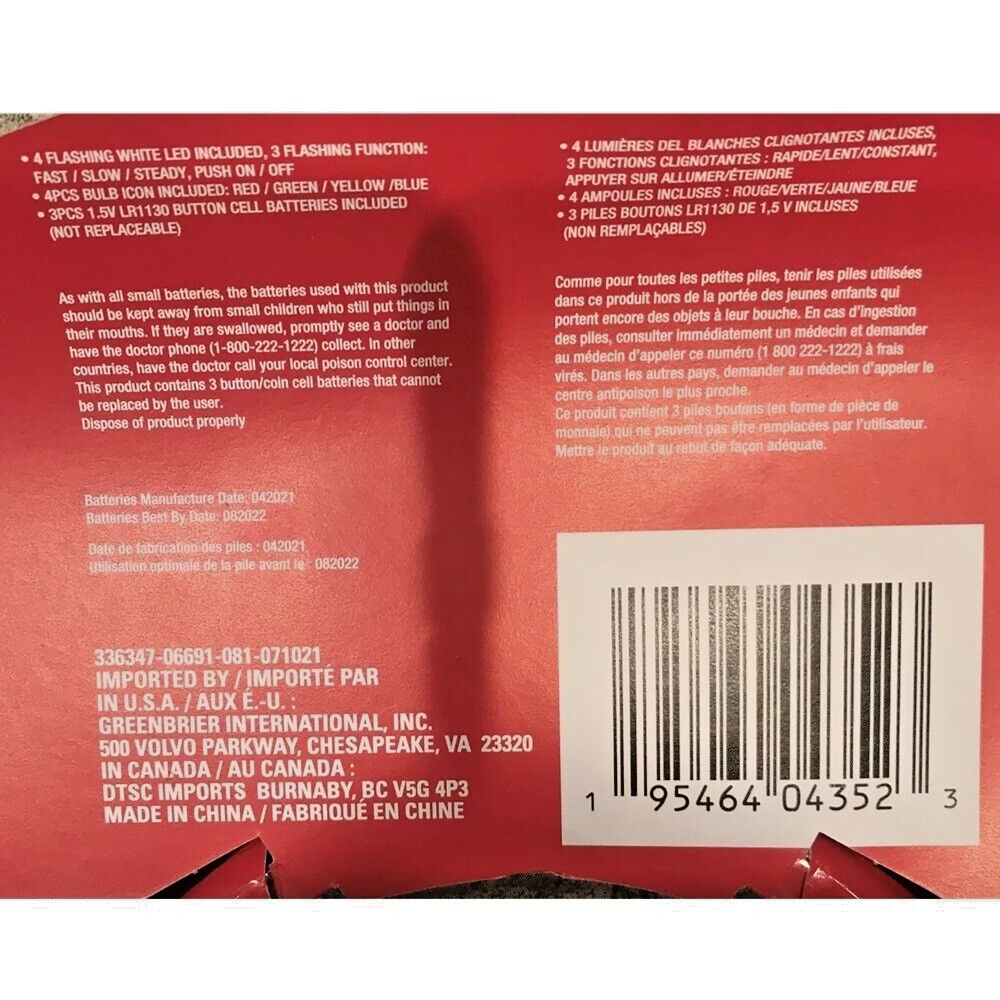 • 4 FLASHING WHITE LED INCLUDED, 3 FLASHING FUNCTION:
FAST / SLOW / STEADY, PUSH ON / OFF
• 4PCS BULB ICON INCLUDED: RED / GREEN / YELLOW /BLUE
• 3PCS 1.5V LR1130 BUTTON CELL BATTERIES INCLUDED
(NOT REPLACEABLE)
As with all small batteries, the batteries used with this product
should be kept away from small children who still put things in
their mouths. If they are swallowed, promptly see a doctor and
have the doctor phone (1-800-222-1222) collect. In other
countries, have the doctor call your local poison control center.
This product contains 3 button/coin cell batteries that cannot
be replaced by the user.
Dispose of product properly
Batteries Manufacture Date: 042021
Batteries Best By Date: 082022
Date de fabrication des piles : 042021
Utilisation optimale de la pile avant le : 082022
336347-06691-081-071021
IMPORTED BY / IMPORTÉ PAR
IN U.S.A. / AUX É.-U. :
GREENBRIER INTERNATIONAL, INC.
500 VOLVO PARKWAY, CHESAPEAKE, VA 23320
IN CANADA / AU CANADA :
DTSC IMPORTS BURNABY, BC V5G 4P3
MADE IN CHINA / FABRIQUÉ EN CHINE
• 4 LUMIÈRES DEL BLANCHES CLIGNOTANTES INCLUSES,
3 FONCTIONS CLIGNOTANTES : RAPIDE/LENT/CONSTANT,
APPUYER SUR ALLUMER/ÉTEINDRE
• 4 AMPOULES INCLUSES : ROUGE/VERTE/JAUNE/BLEUE
• 3 PILES BOUTONS LR1130 DE 1,5 V INCLUSES
(NON REMPLAÇABLES)
Comme pour toutes les petites piles, tenir les piles utilisées
dans ce produit hors de la portée des jeunes enfants qui
portent encore des objets à leur bouche. En cas d'ingestion
des piles, consulter immédiatement un médecin et demander
au médecin d'appeler ce numéro (1 800 222-1222) à frais
virés. Dans les autres pays, demander au médecin d'appeler le
centre antipoison le plus proche.
Ce produit contient 3 piles boutons (en forme de pièce de
monnaie) qui ne peuvent pas être remplacées par l'utilisateur.
Mettre le produit au rebut de façon adéquate.
1 95464 04352 3